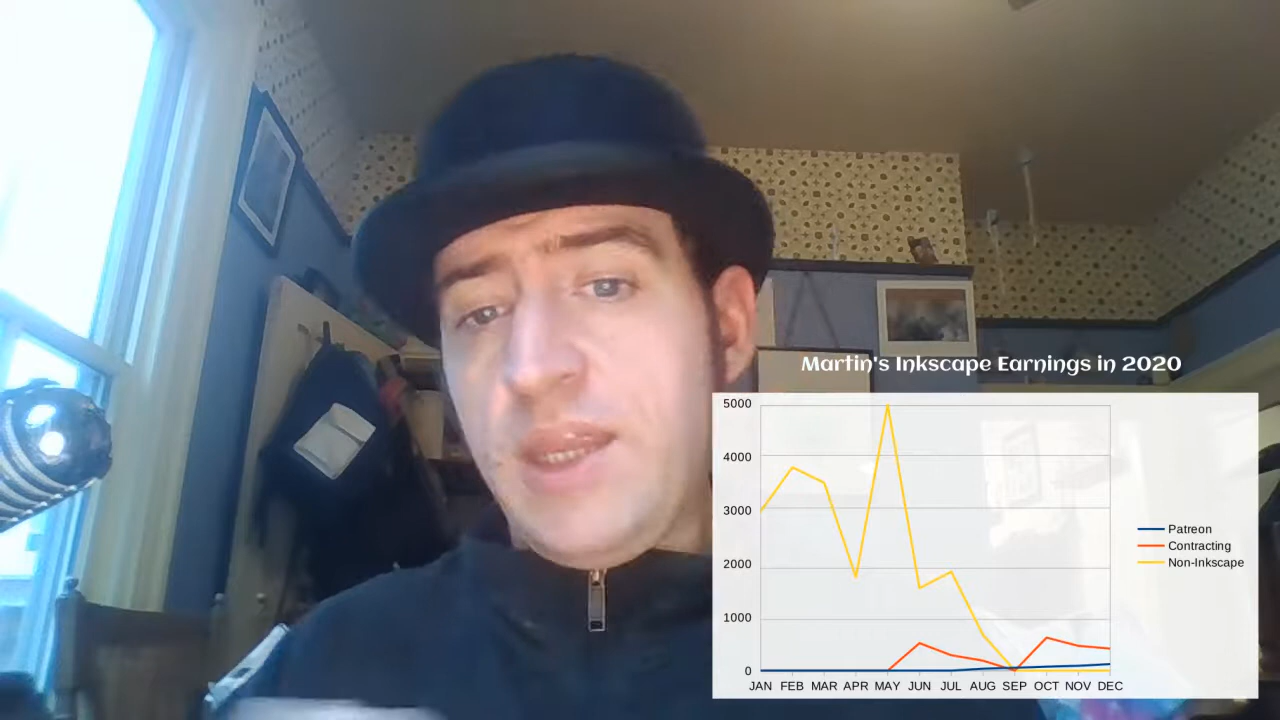 Martin's Inkscape Earnings in 2020
5000
4000
3000
2000
1000
0
JAN FEB MAR APR MAY JUN JUL AUG SEP OCT NOV DEC
Patreon
Contracting
Non-Inkscape